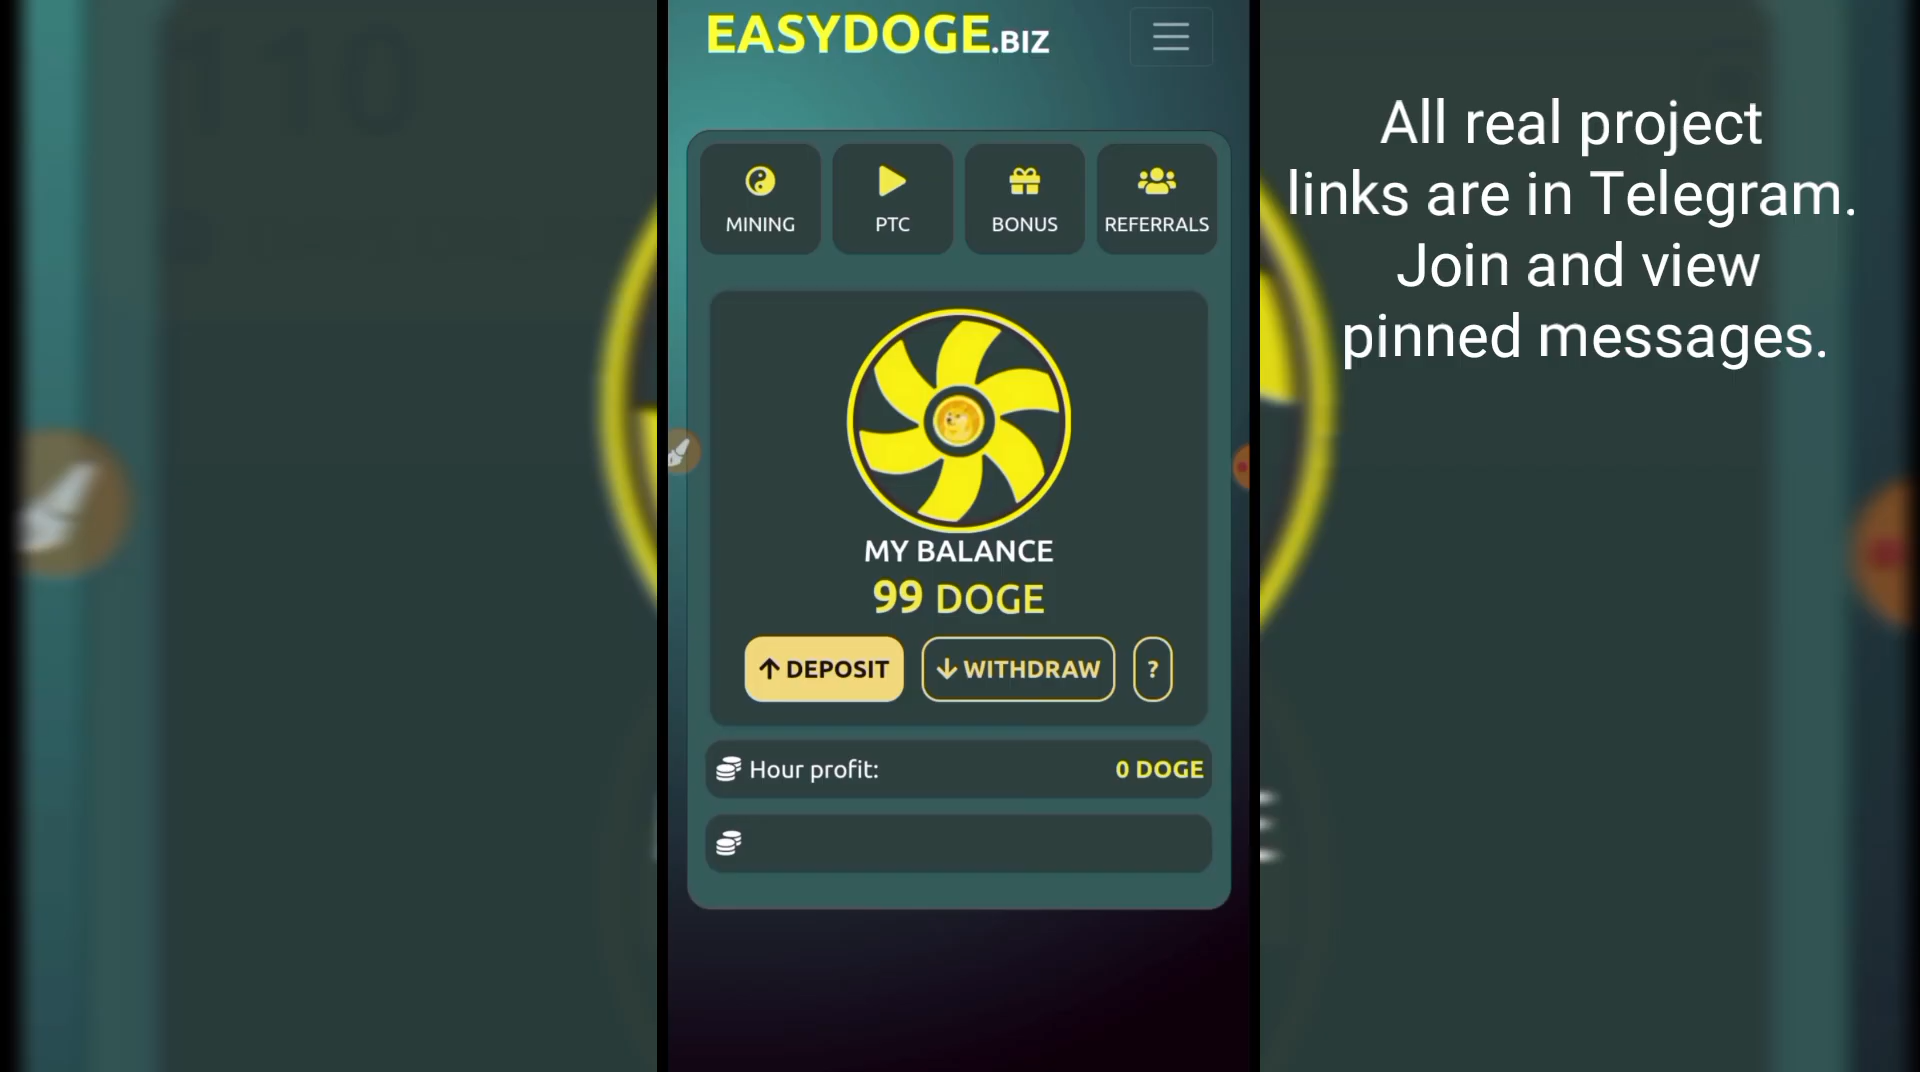 EASYDOGE.BIZ
MINING
PTC
BONUS
REFERRALS
MY BALANCE
99 DOGE
DEPOSIT
WITHDRAW
?
Hour profit:
0 DOGE
All real project
links are in Telegram.
Join and view
pinned messages.
110